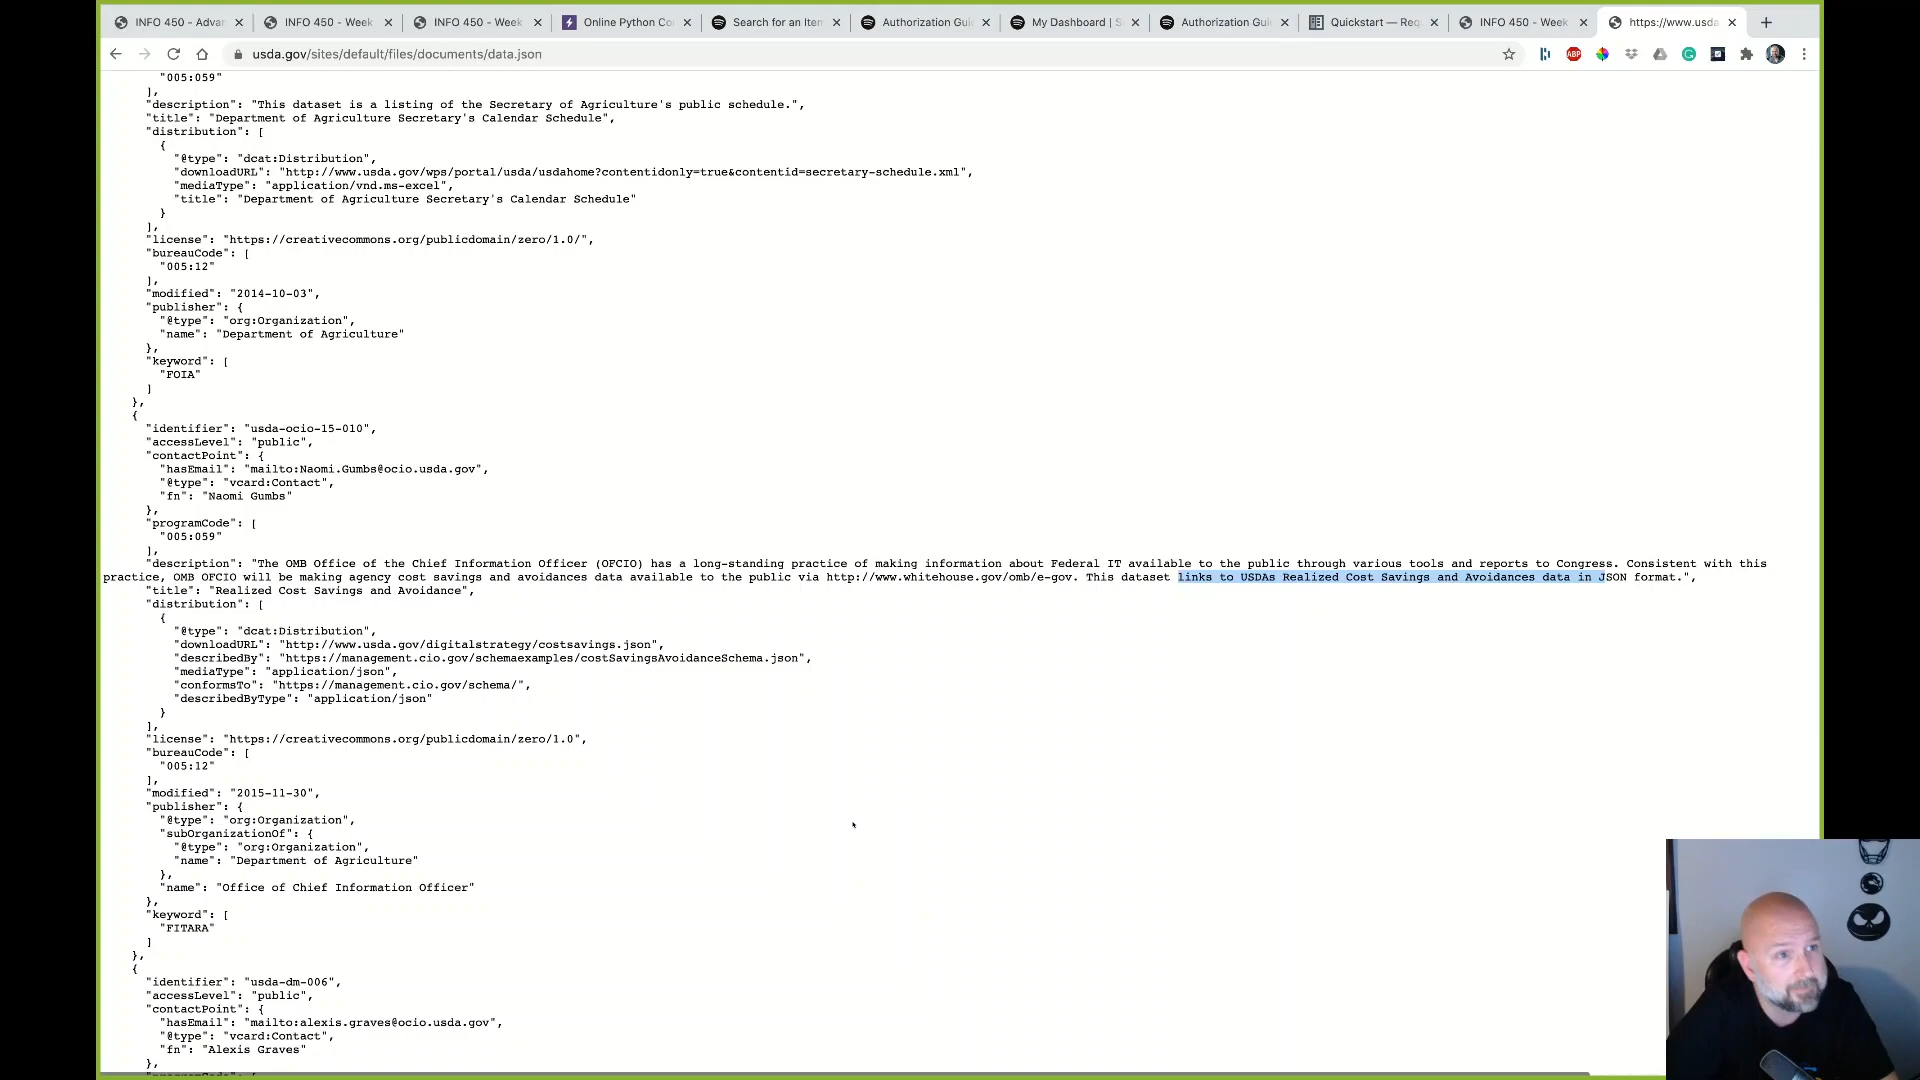 INFO 450 - Advan
INFO 450 - Week
INFO 450 - Week
Online Python Co
Search for an Item
Authorization Gui
My Dashboard | S
Authorization Gui
Quickstart — Req
INFO 450 - Week
https://www.usda
usda.gov/sites/default/files/documents/data.json
ABP
"005:059"
],
"description": "This dataset is a listing of the Secretary of Agriculture's public schedule.",
"title": "Department of Agriculture Secretary's Calendar Schedule",
"distribution": [
{
"@type": "dcat:Distribution",
"downloadURL": "http://www.usda.gov/wps/portal/usda/usdahome?contentidonly=true&contentid=secretary-schedule.xml",
"mediaType": "application/vnd.ms-excel",
"title": "Department of Agriculture Secretary's Calendar Schedule"
}
],
"license": "https://creativecommons.org/publicdomain/zero/1.0/",
"bureauCode": [
"005:12"
],
"modified": "2014-10-03",
"publisher": {
"@type": "org:Organization",
"name": "Department of Agriculture"
},
"keyword": [
"FOIA"
]
},
{
"identifier": "usda-ocio-15-010",
"accessLevel": "public",
"contactPoint": {
"hasEmail": "mailto:Naomi.Gumbs@ocio.usda.gov",
"@type": "vcard:Contact",
"fn": "Naomi Gumbs"
},
"programCode": [
"005:059"
],
"description": "The OMB Office of the Chief Information Officer (OFCIO) has a long-standing practice of making information about Federal IT available to the public through various tools and reports to Congress. Consistent with this
practice, OMB OFCIO will be making agency cost savings and avoidances data available to the public via http://www.whitehouse.gov/omb/e-gov. This dataset links to USDAs Realized Cost Savings and Avoidances data in JSON format.",
"title": "Realized Cost Savings and Avoidance",
"distribution": [
{
"@type": "dcat:Distribution",
"downloadURL": "http://www.usda.gov/digitalstrategy/costsavings.json",
"describedBy": "https://management.cio.gov/schemaexamples/costSavingsAvoidanceSchema.json",
"mediaType": "application/json",
"conformsTo": "https://management.cio.gov/schema/",
"describedByType": "application/json"
}
],
"license": "https://creativecommons.org/publicdomain/zero/1.0",
"bureauCode": [
"005:12"
],
"modified": "2015-11-30",
"publisher": {
"@type": "org:Organization",
"subOrganizationOf": {
"@type": "org:Organization",
"name": "Department of Agriculture"
},
"name": "Office of Chief Information Officer"
},
"keyword": [
"FITARA"
]
},
{
"identifier": "usda-dm-006",
"accessLevel": "public",
"contactPoint": {
"hasEmail": "mailto:alexis.graves@ocio.usda.gov",
"@type": "vcard:Contact",
"fn": "Alexis Graves"
},
"programCode": [